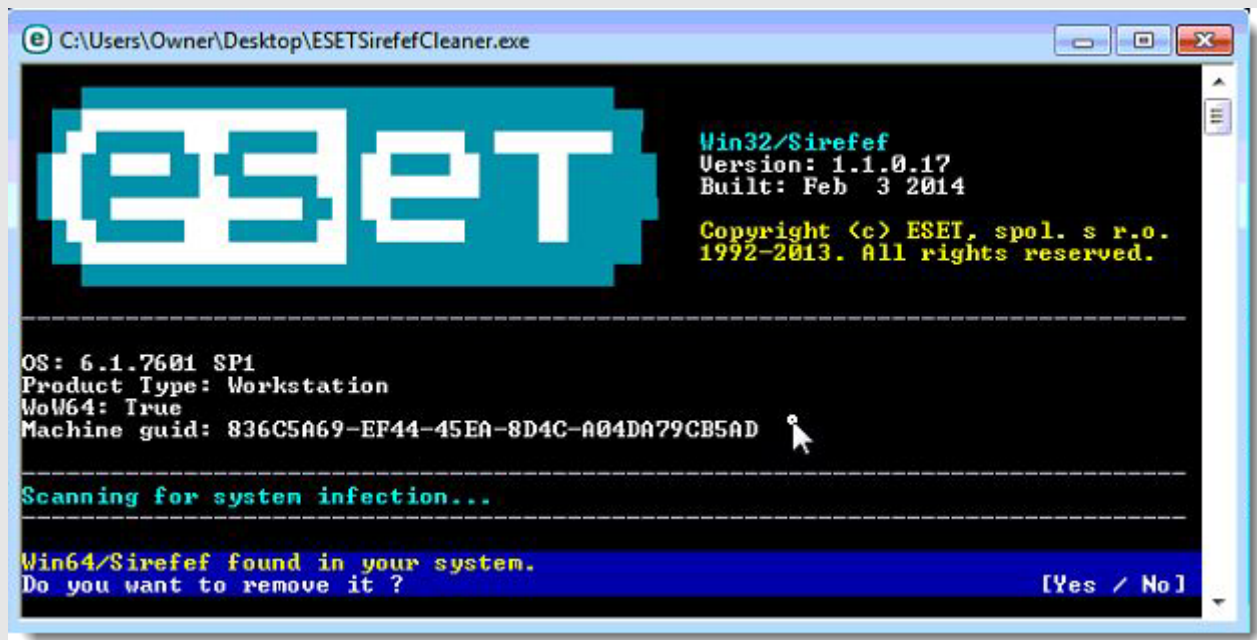 C:\Users\Owner\Desktop\ESETSirefefCleaner.exe
eseT
Win32/Sirefef
Version: 1.1.0.17
Built: Feb  3 2014
Copyright (c) ESET, spol. s r.o.
1992-2013. All rights reserved.
OS: 6.1.7601 SP1
Product Type: Workstation
WoW64: True
Machine guid: 836C5A69-EF44-45EA-8D4C-A04DA79CB5AD
Scanning for system infection...
Win64/Sirefef found in your system.
Do you want to remove it ? [Yes / No]